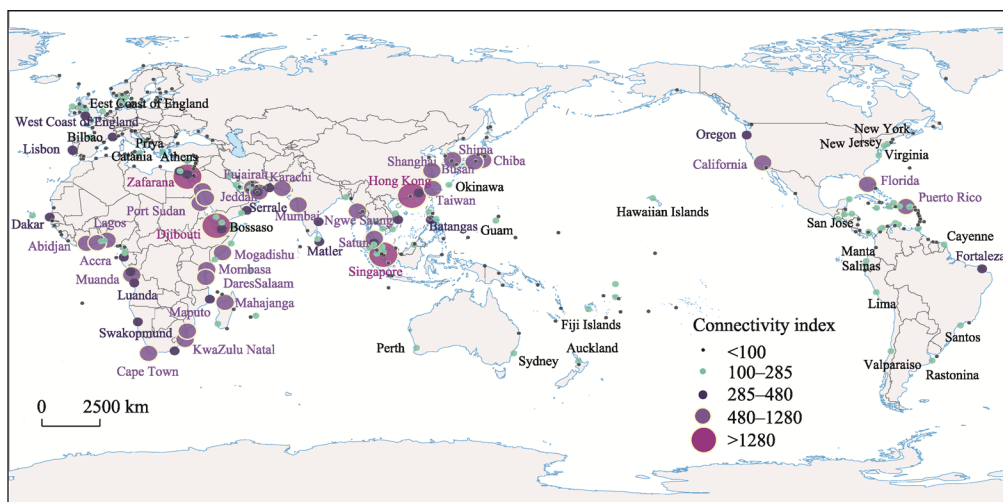 Eest Coast of England
West Coast of England
Bilbao
Priya
Lisbon
Catania
Athens
Zafarana
Fujairah
Karachi
Jeddah
Port Sudan
Serrale
Mumbai
Ngwe Saung
Dakar
Lagos
Djibouti
Bossaso
Matler
Satun
Abidjan
Accra
Mogadishu
Singapore
Muanda
Mombasa
DaresSalaam
Luanda
Mahajanga
Maputo
Swakopmund
KwaZulu Natal
Cape Town
Shanghai
Shima
Busan
Chiba
Hong Kong
Okinawa
Taiwan
Batangas
Guam
Hawaiian Islands
Fiji Islands
Perth
Sydney
Auckland
Oregon
California
New York
New Jersey
Virginia
Florida
Puerto Rico
San Jose
Cayenne
Manta
Salinas
Fortaleza
Lima
Santos
Valparaiso
Rastonina
Connectivity index
<100
100–285
285–480
480–1280
>1280
0 2500 km